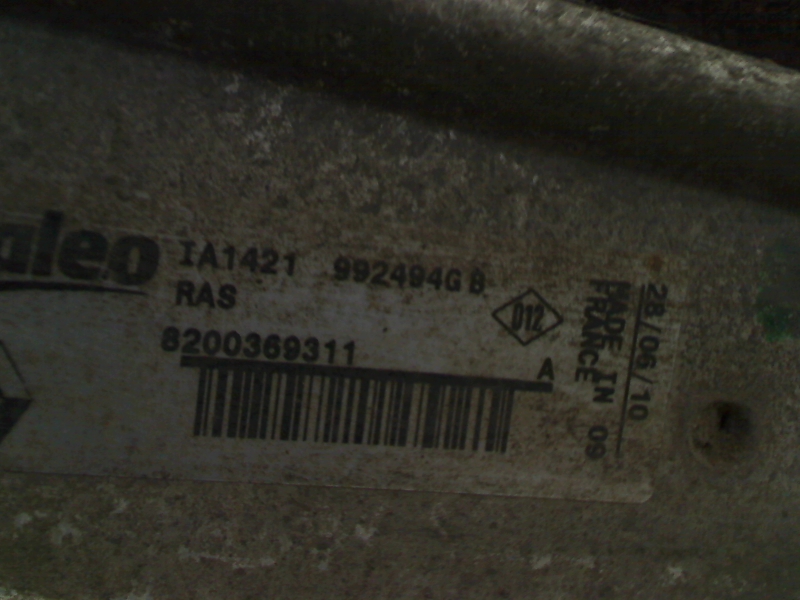 aleo
IA1421 992494G B
RAS
8200369311
A
D12
28/06/10
MADE IN 09
FRANCE